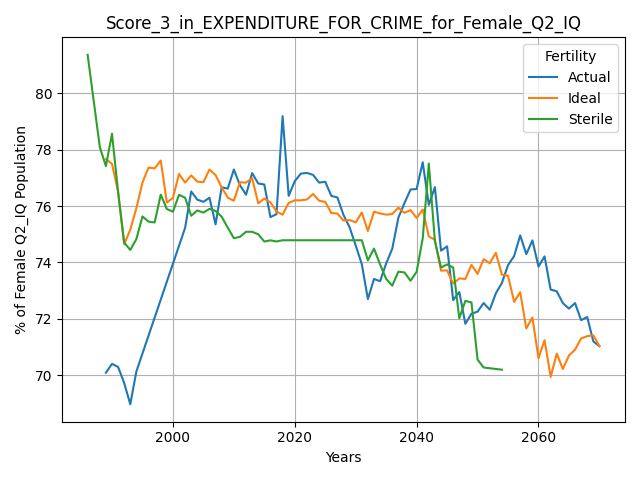 Score_3_in_EXPENDITURE_FOR_CRIME_for_Female_Q2_IQ
% of Female Q2_IQ Population
80
78
76
74
72
70
Fertility
Actual
Ideal
Sterile
2000
2020
2040
2060
Years